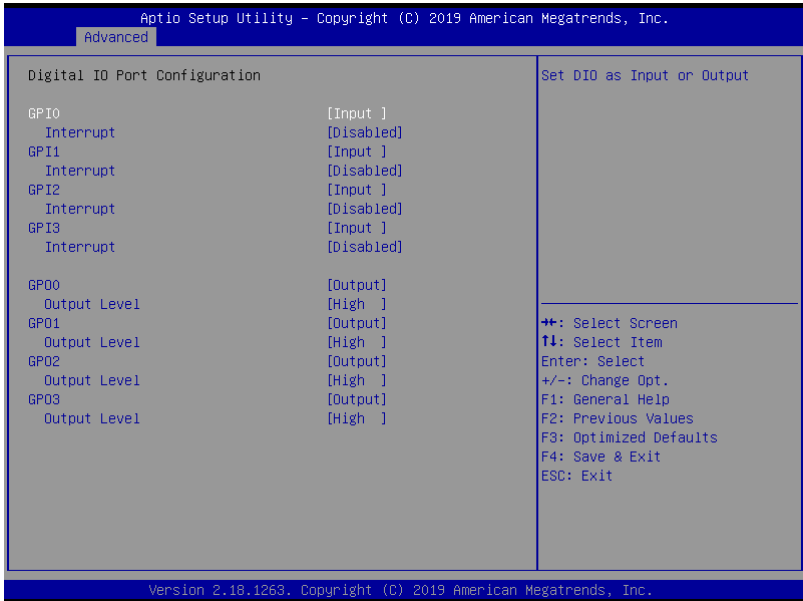 Aptio Setup Utility – Copyright (C) 2019 American Megatrends, Inc.
Advanced
Digital IO Port Configuration
GPI0 [Input ]
Interrupt [Disabled]
GPI1 [Input ]
Interrupt [Disabled]
GPI2 [Input ]
Interrupt [Disabled]
GPI3 [Input ]
Interrupt [Disabled]
GPO0 [Output]
Output Level [High ]
GPO1 [Output]
Output Level [High ]
GPO2 [Output]
Output Level [High ]
GPO3 [Output]
Output Level [High ]
Set DIO as Input or Output
→←: Select Screen
↑↓: Select Item
Enter: Select
+/-: Change Opt.
F1: General Help
F2: Previous Values
F3: Optimized Defaults
F4: Save & Exit
ESC: Exit
Version 2.18.1263. Copyright (C) 2019 American Megatrends, Inc.